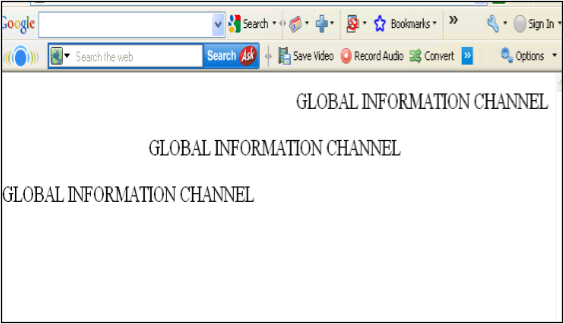 Google Search Bookmarks Sign In
Search the web Search Ask Save Video Record Audio Convert Options
GLOBAL INFORMATION CHANNEL
GLOBAL INFORMATION CHANNEL
GLOBAL INFORMATION CHANNEL